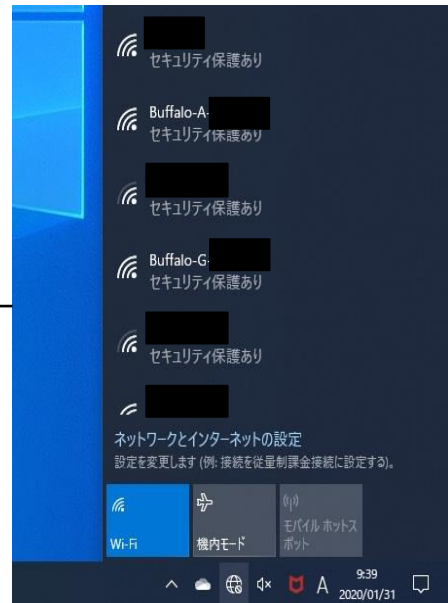 セキュリティ保護あり
Buffalo-A-
セキュリティ保護あり
セキュリティ保護あり
Buffalo-G-
セキュリティ保護あり
セキュリティ保護あり
ネットワークとインターネットの設定
設定を変更します (例: 接続を従量制課金接続に設定する)。
Wi-Fi
機内モード
モバイル ホットス
ポット
A
9:39
2020/01/31